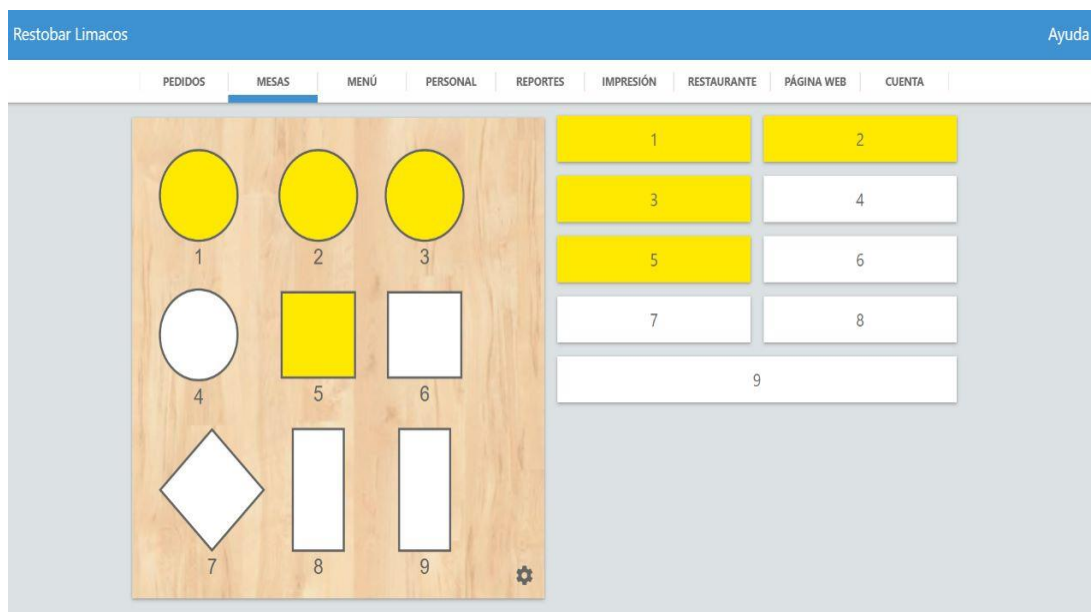 Restobar Limacos
Ayuda
PEDIDOS MESAS MENÚ PERSONAL REPORTES IMPRESIÓN RESTAURANTE PÁGINA WEB CUENTA
1 2 3
4 5 6
7 8 9
1 2
3 4
5 6
7 8
9